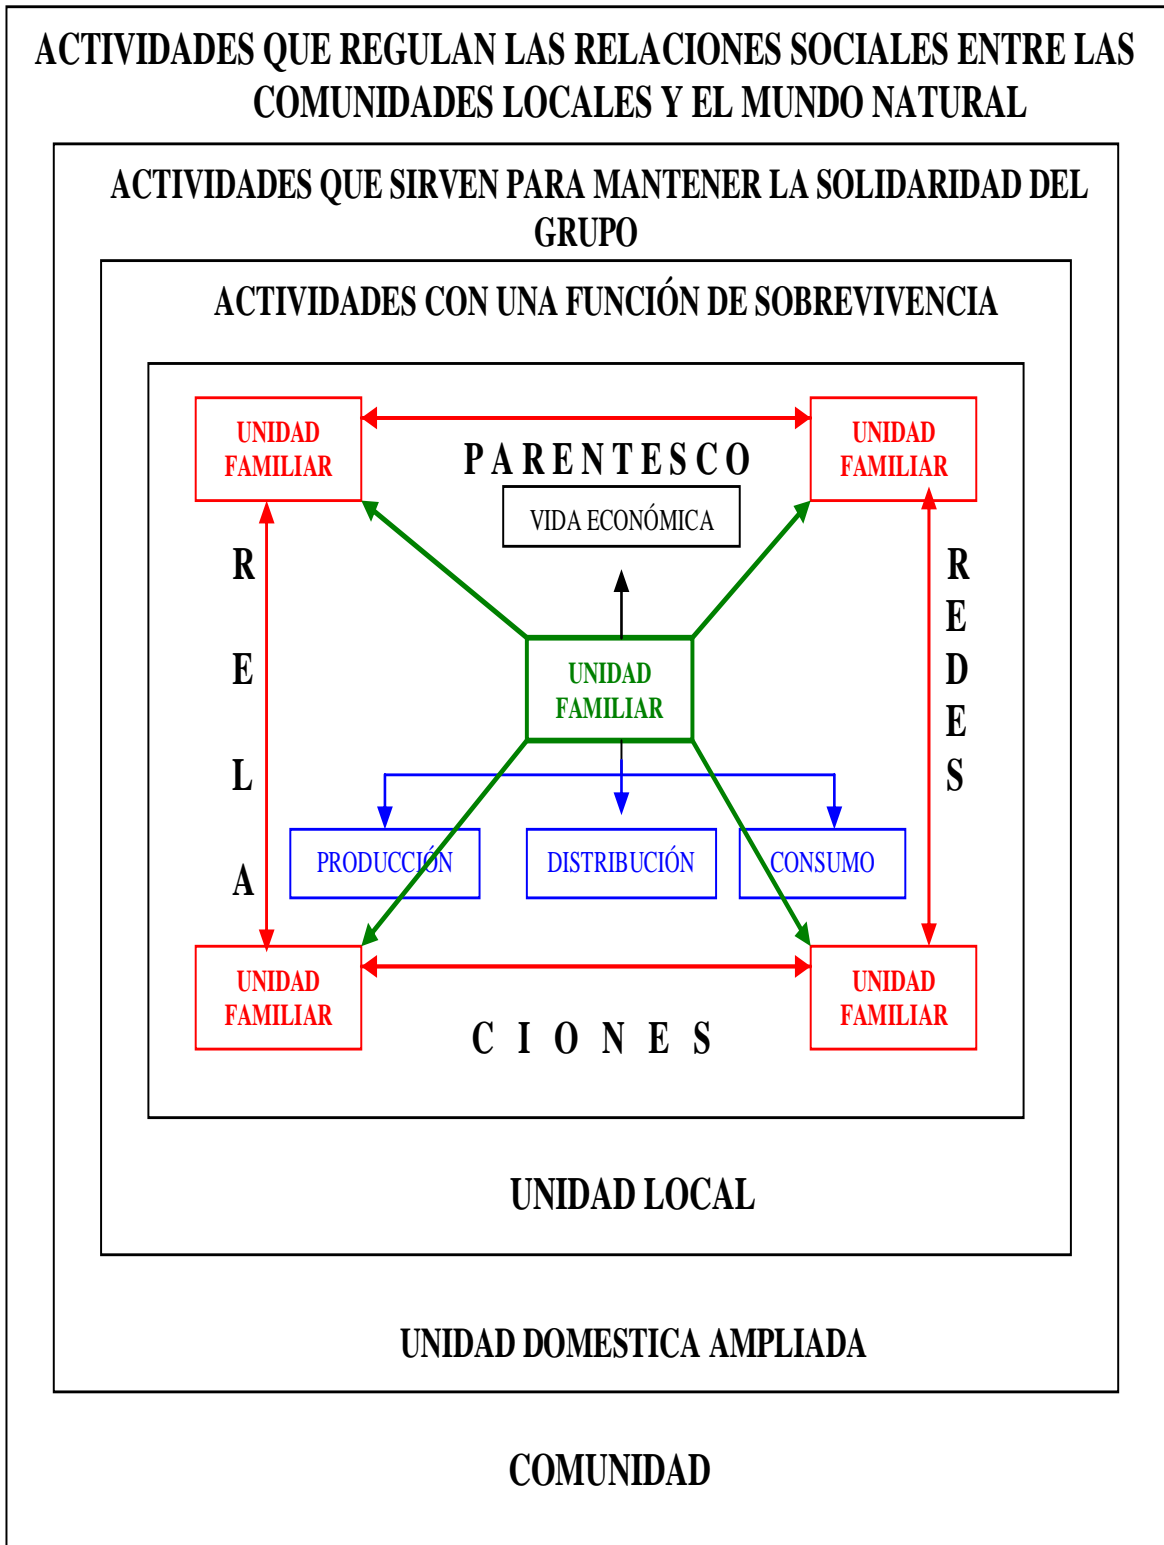 ACTIVIDADES QUE REGULAN LAS RELACIONES SOCIALES ENTRE LAS
COMUNIDADES LOCALES Y EL MUNDO NATURAL
ACTIVIDADES QUE SIRVEN PARA MANTENER LA SOLIDARIDAD DEL
GRUPO
ACTIVIDADES CON UNA FUNCIÓN DE SOBREVIVENCIA
UNIDAD
FAMILIAR
UNIDAD
FAMILIAR
P A R E N T E S C O
VIDA ECONÓMICA
R
E
L
A
R
E
D
E
S
UNIDAD
FAMILIAR
PRODUCCIÓN
DISTRIBUCIÓN
CONSUMO
UNIDAD
FAMILIAR
UNIDAD
FAMILIAR
C I O N E S
UNIDAD LOCAL
UNIDAD DOMESTICA AMPLIADA
COMUNIDAD